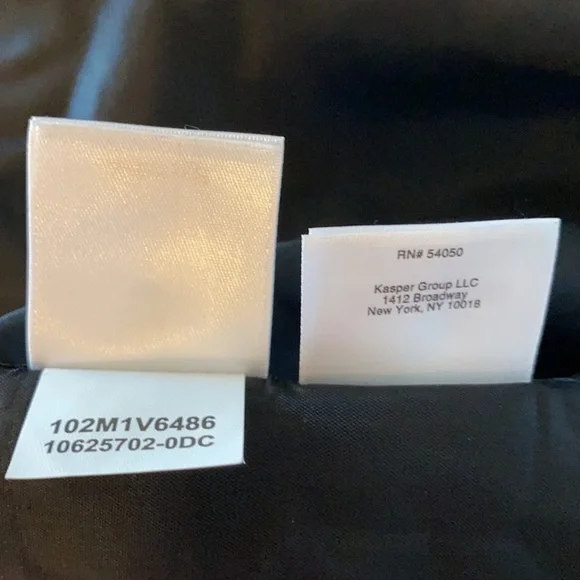 102M1V6486
10625702-0DC
RN# 54050
Kasper Group LLC
1412 Broadway
New York, NY 10018